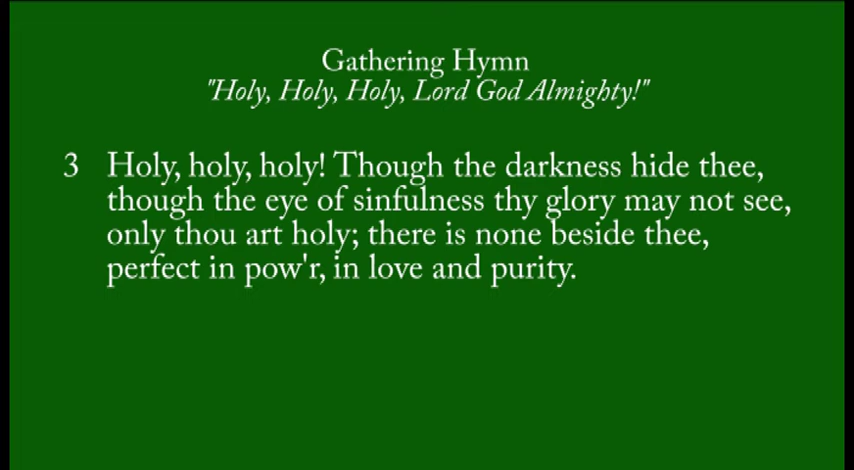 Gathering Hymn
"Holy, Holy, Holy, Lord God Almighty!"
3 Holy, holy, holy! Though the darkness hide thee,
though the eye of sinfulness thy glory may not see,
only thou art holy; there is none beside thee,
perfect in pow'r, in love and purity.